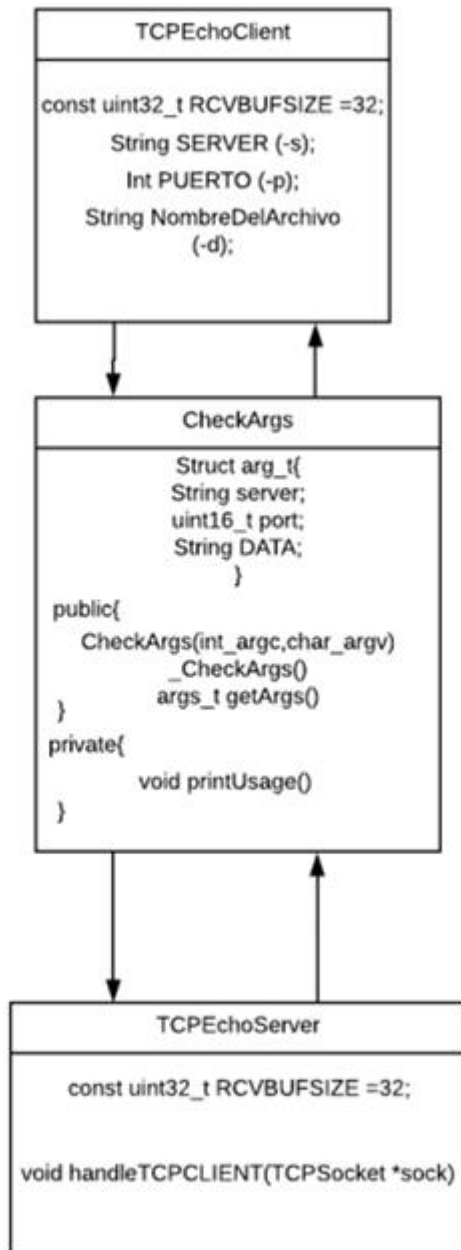 TCPEchoClient
const uint32_t RCVBUFSIZE =32;
String SERVER (-s);
Int PUERTO (-p);
String NombreDelArchivo
(-d);
CheckArgs
Struct arg_t{
String server;
uint16_t port;
String DATA;
}
public{
CheckArgs(int_argc,char_argv)
_CheckArgs()
args_t getArgs()
}
private{
void printUsage()
}
TCPEchoServer
const uint32_t RCVBUFSIZE =32;
void handleTCPCLIENT(TCPSocket *sock)